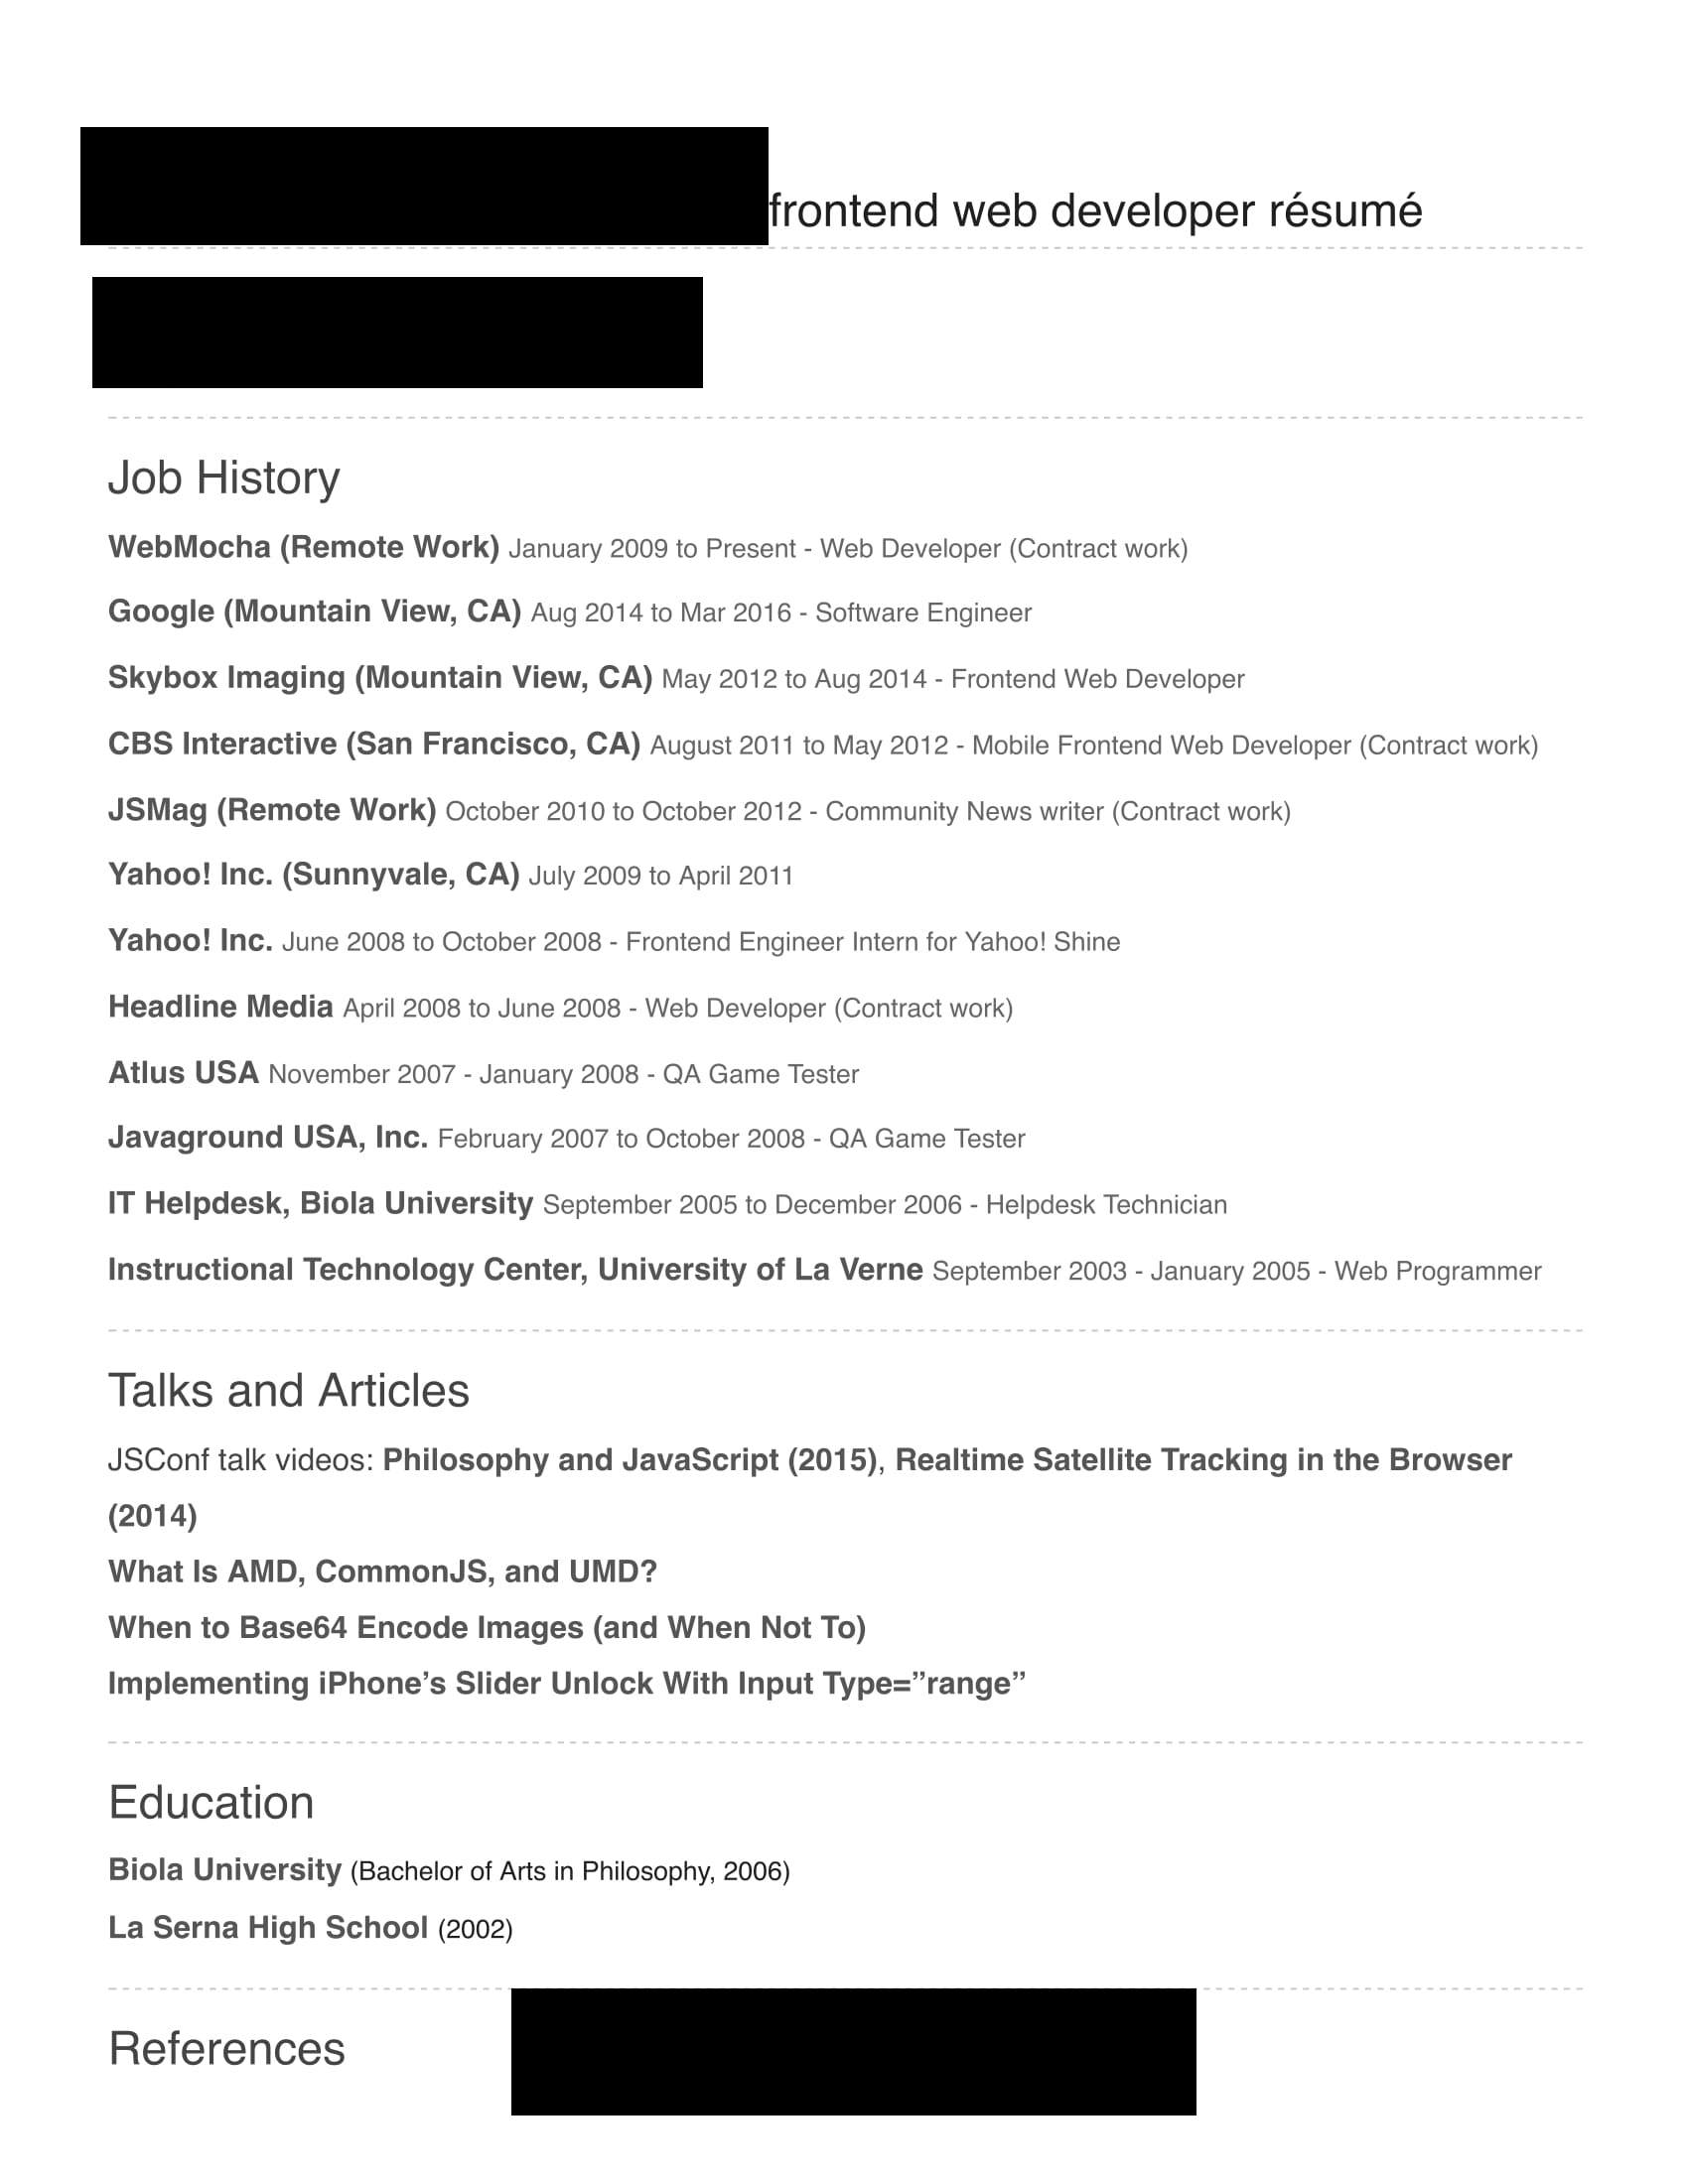 frontend web developer résumé
Job History
WebMocha (Remote Work) January 2009 to Present - Web Developer (Contract work)
Google (Mountain View, CA) Aug 2014 to Mar 2016 - Software Engineer
Skybox Imaging (Mountain View, CA) May 2012 to Aug 2014 - Frontend Web Developer
CBS Interactive (San Francisco, CA) August 2011 to May 2012 - Mobile Frontend Web Developer (Contract work)
JSMag (Remote Work) October 2010 to October 2012 - Community News writer (Contract work)
Yahoo! Inc. (Sunnyvale, CA) July 2009 to April 2011
Yahoo! Inc. June 2008 to October 2008 - Frontend Engineer Intern for Yahoo! Shine
Headline Media April 2008 to June 2008 - Web Developer (Contract work)
Atlus USA November 2007 - January 2008 - QA Game Tester
Javaground USA, Inc. February 2007 to October 2008 - QA Game Tester
IT Helpdesk, Biola University September 2005 to December 2006 - Helpdesk Technician
Instructional Technology Center, University of La Verne September 2003 - January 2005 - Web Programmer
Talks and Articles
JSConf talk videos: Philosophy and JavaScript (2015), Realtime Satellite Tracking in the Browser
(2014)
What Is AMD, CommonJS, and UMD?
When to Base64 Encode Images (and When Not To)
Implementing iPhone’s Slider Unlock With Input Type=”range”
Education
Biola University (Bachelor of Arts in Philosophy, 2006)
La Serna High School (2002)
References